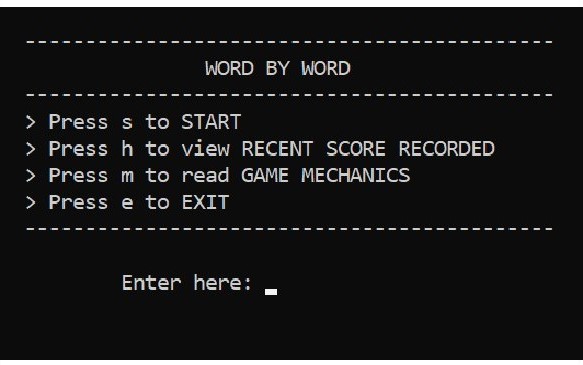 --------------------------------------------
WORD BY WORD
--------------------------------------------
> Press s to START
> Press h to view RECENT SCORE RECORDED
> Press m to read GAME MECHANICS
> Press e to EXIT
--------------------------------------------
Enter here: _